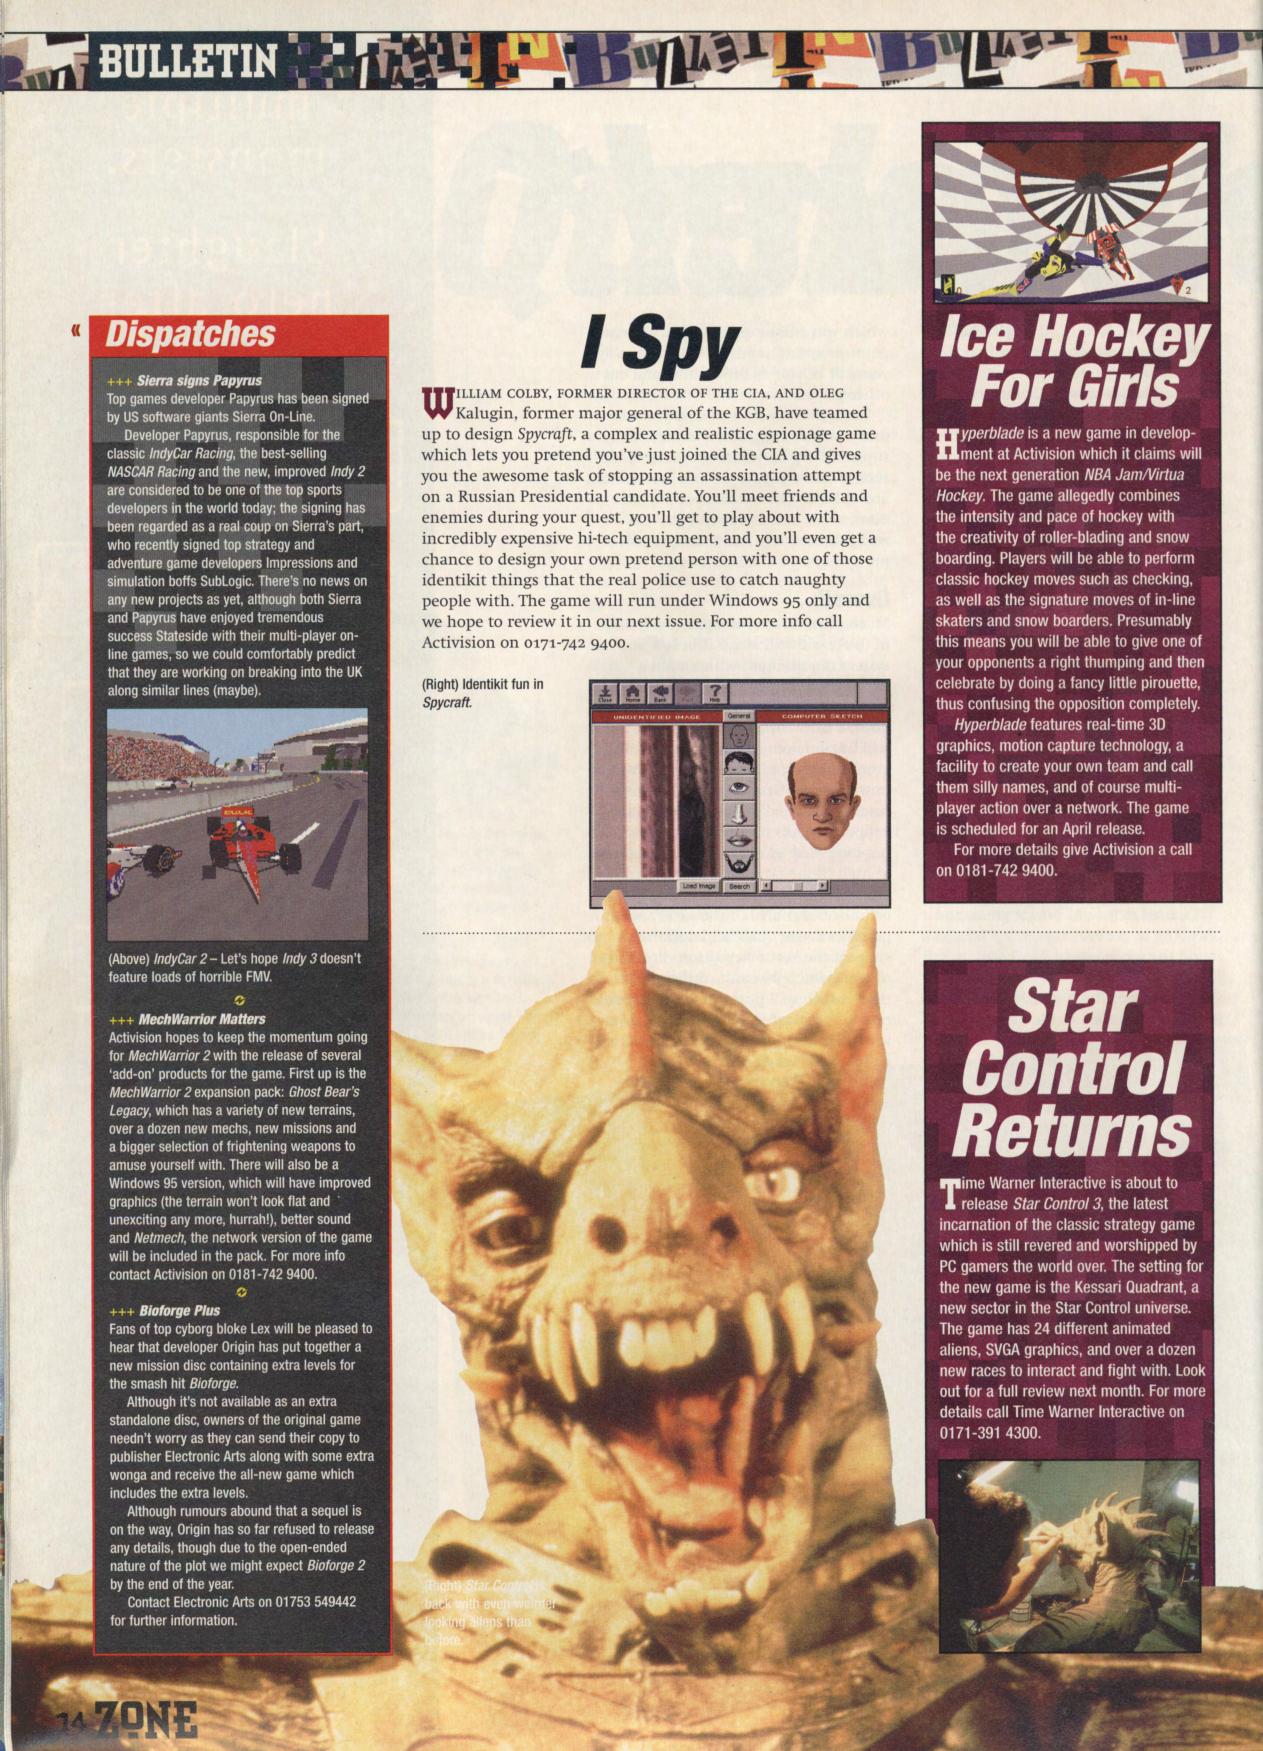 BULLETIN
«
Dispatches
+++ Sierra signs Papyrus
Top games developer Papyrus has been signed
by US software giants Sierra On-Line.
Developer Papyrus, responsible for the
classic IndyCar Racing, the best-selling
NASCAR Racing and the new, improved Indy 2
are considered to be one of the top sports
developers in the world today; the signing has
been regarded as a real coup on Sierra's part,
who recently signed top strategy and
adventure game developers Impressions and
simulation boffs SubLogic. There's no news on
any new projects as yet, although both Sierra
and Papyrus have enjoyed tremendous
success Stateside with their multi-player on-
line games, so we could comfortably predict
that they are working on breaking into the UK
along similar lines (maybe).
(Above) IndyCar 2 – Let's hope Indy 3 doesn't
feature loads of horrible FMV.
+++ MechWarrior Matters
Activision hopes to keep the momentum going
for MechWarrior 2 with the release of several
'add-on' products for the game. First up is the
MechWarrior 2 expansion pack: Ghost Bear's
Legacy, which has a variety of new terrains,
over a dozen new mechs, new missions and
a bigger selection of frightening weapons to
amuse yourself with. There will also be a
Windows 95 version, which will have improved
graphics (the terrain won't look flat and
unexciting any more, hurrah!), better sound
and Netmech, the network version of the game
will be included in the pack. For more info
contact Activision on 0181-742 9400.
+++ Bioforge Plus
Fans of top cyborg bloke Lex will be pleased to
hear that developer Origin has put together a
new mission disc containing extra levels for
the smash hit Bioforge.
Although it's not available as an extra
standalone disc, owners of the original game
needn't worry as they can send their copy to
publisher Electronic Arts along with some extra
wonga and receive the all-new game which
includes the extra levels.
Although rumours abound that a sequel is
on the way, Origin has so far refused to release
any details, though due to the open-ended
nature of the plot we might expect Bioforge 2
by the end of the year.
Contact Electronic Arts on 01753 549442
for further information.
I Spy
WILLIAM COLBY, FORMER DIRECTOR OF THE CIA, AND OLEG
Kalugin, former major general of the KGB, have teamed
up to design Spycraft, a complex and realistic espionage game
which lets you pretend you've just joined the CIA and gives
you the awesome task of stopping an assassination attempt
on a Russian Presidential candidate. You'll meet friends and
enemies during your quest, you'll get to play about with
incredibly expensive hi-tech equipment, and you'll even get a
chance to design your own pretend person with one of those
identikit things that the real police use to catch naughty
people with. The game will run under Windows 95 only and
we hope to review it in our next issue. For more info call
Activision on 0171-742 9400.
(Right) Identikit fun in
Spycraft.
Close Home Back Help
UNIDENTIFIED IMAGE General COMPUTER SKETCH
Load Image Search
(Right) Star Control is
back with even weirder
looking aliens than
before.
0 2
Ice Hockey
For Girls
Hyperblade is a new game in develop-
ment at Activision which it claims will
be the next generation NBA Jam/Virtua
Hockey. The game allegedly combines
the intensity and pace of hockey with
the creativity of roller-blading and snow
boarding. Players will be able to perform
classic hockey moves such as checking,
as well as the signature moves of in-line
skaters and snow boarders. Presumably
this means you will be able to give one of
your opponents a right thumping and then
celebrate by doing a fancy little pirouette,
thus confusing the opposition completely.
Hyperblade features real-time 3D
graphics, motion capture technology, a
facility to create your own team and call
them silly names, and of course multi-
player action over a network. The game
is scheduled for an April release.
For more details give Activision a call
on 0181-742 9400.
Star
Control
Returns
Time Warner Interactive is about to
release Star Control 3, the latest
incarnation of the classic strategy game
which is still revered and worshipped by
PC gamers the world over. The setting for
the new game is the Kessari Quadrant, a
new sector in the Star Control universe.
The game has 24 different animated
aliens, SVGA graphics, and over a dozen
new races to interact and fight with. Look
out for a full review next month. For more
details call Time Warner Interactive on
0171-391 4300.
14 ZONE